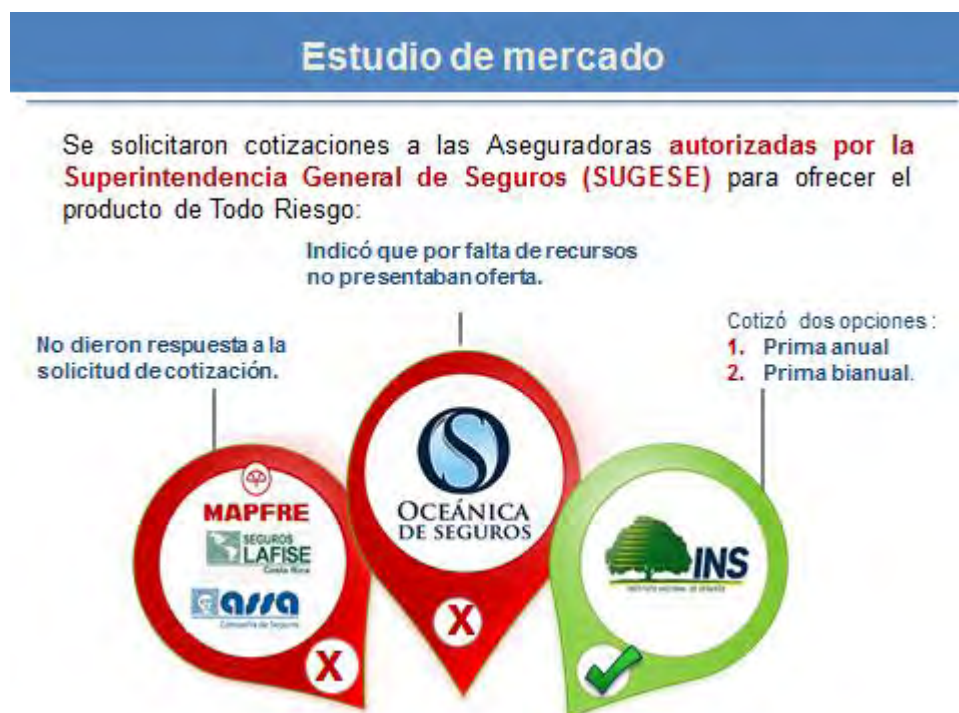 Estudio de mercado
Se solicitaron cotizaciones a las Aseguradoras autorizadas por la
Superintendencia General de Seguros (SUGESE) para ofrecer el
producto de Todo Riesgo:
Indicó que por falta de recursos
no presentaban oferta.
No dieron respuesta a la
solicitud de cotización.
Cotizó dos opciones:
1. Prima anual
2. Prima bianual.
MAPFRE
SEGUROS
LAFISE
Costa Rica
assa
Compañía de Seguros
X
OCEÁNICA
DE SEGUROS
X
INS
INSTITUTO NACIONAL DE SEGUROS